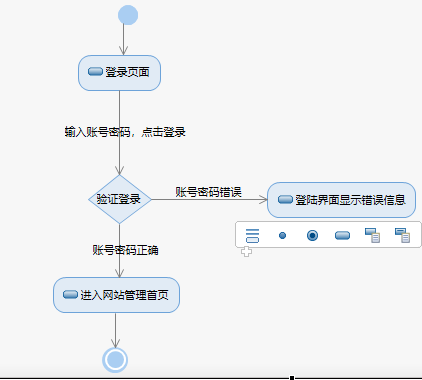 登录页面
输入账号密码，点击登录
验证登录
账号密码错误
登陆界面显示错误信息
账号密码正确
进入网站管理首页